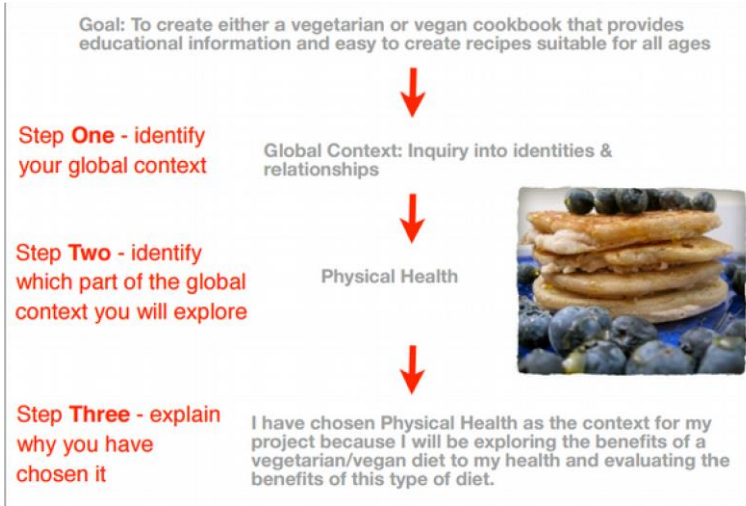 Goal: To create either a vegetarian or vegan cookbook that provides
educational information and easy to create recipes suitable for all ages
Step One - identify
your global context
Global Context: Inquiry into identities &
relationships
Step Two - identify
which part of the global
context you will explore
Physical Health
Step Three - explain
why you have
chosen it
I have chosen Physical Health as the context for my
project because I will be exploring the benefits of a
vegetarian/vegan diet to my health and evaluating the
benefits of this type of diet.